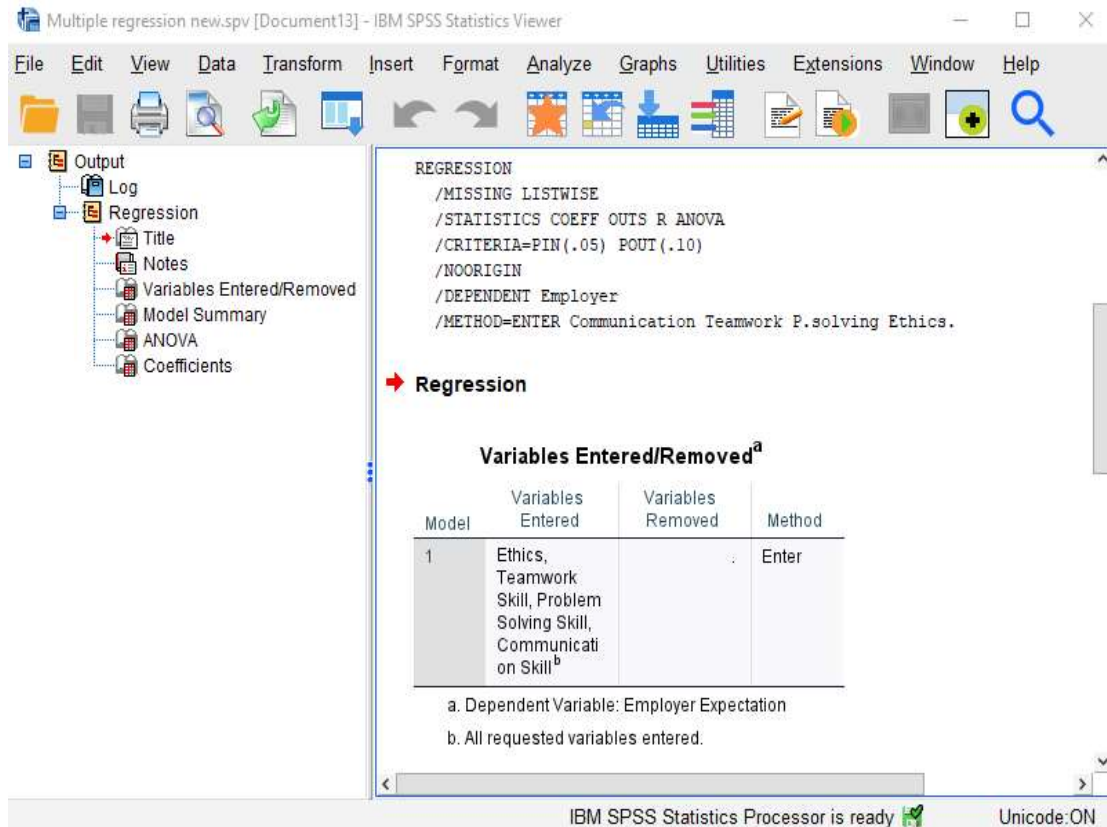 Multiple regression new.spv [Document13] - IBM SPSS Statistics Viewer
File Edit View Data Transform Insert Format Analyze Graphs Utilities Extensions Window Help
Output
Log
Regression
Title
Notes
Variables Entered/Removed
Model Summary
ANOVA
Coefficients
REGRESSION
/MISSING LISTWISE
/STATISTICS COEFF OUTS R ANOVA
/CRITERIA=PIN(.05) POUT(.10)
/NOORIGIN
/DEPENDENT Employer
/METHOD=ENTER Communication Teamwork P.solving Ethics.
Regression
Variables Entered/Removedᵃ
Model Variables Entered Variables Removed Method
1 Ethics, . Enter
Teamwork
Skill, Problem
Solving Skill,
Communicati
on Skillᵇ
a. Dependent Variable: Employer Expectation
b. All requested variables entered.
IBM SPSS Statistics Processor is ready Unicode:ON